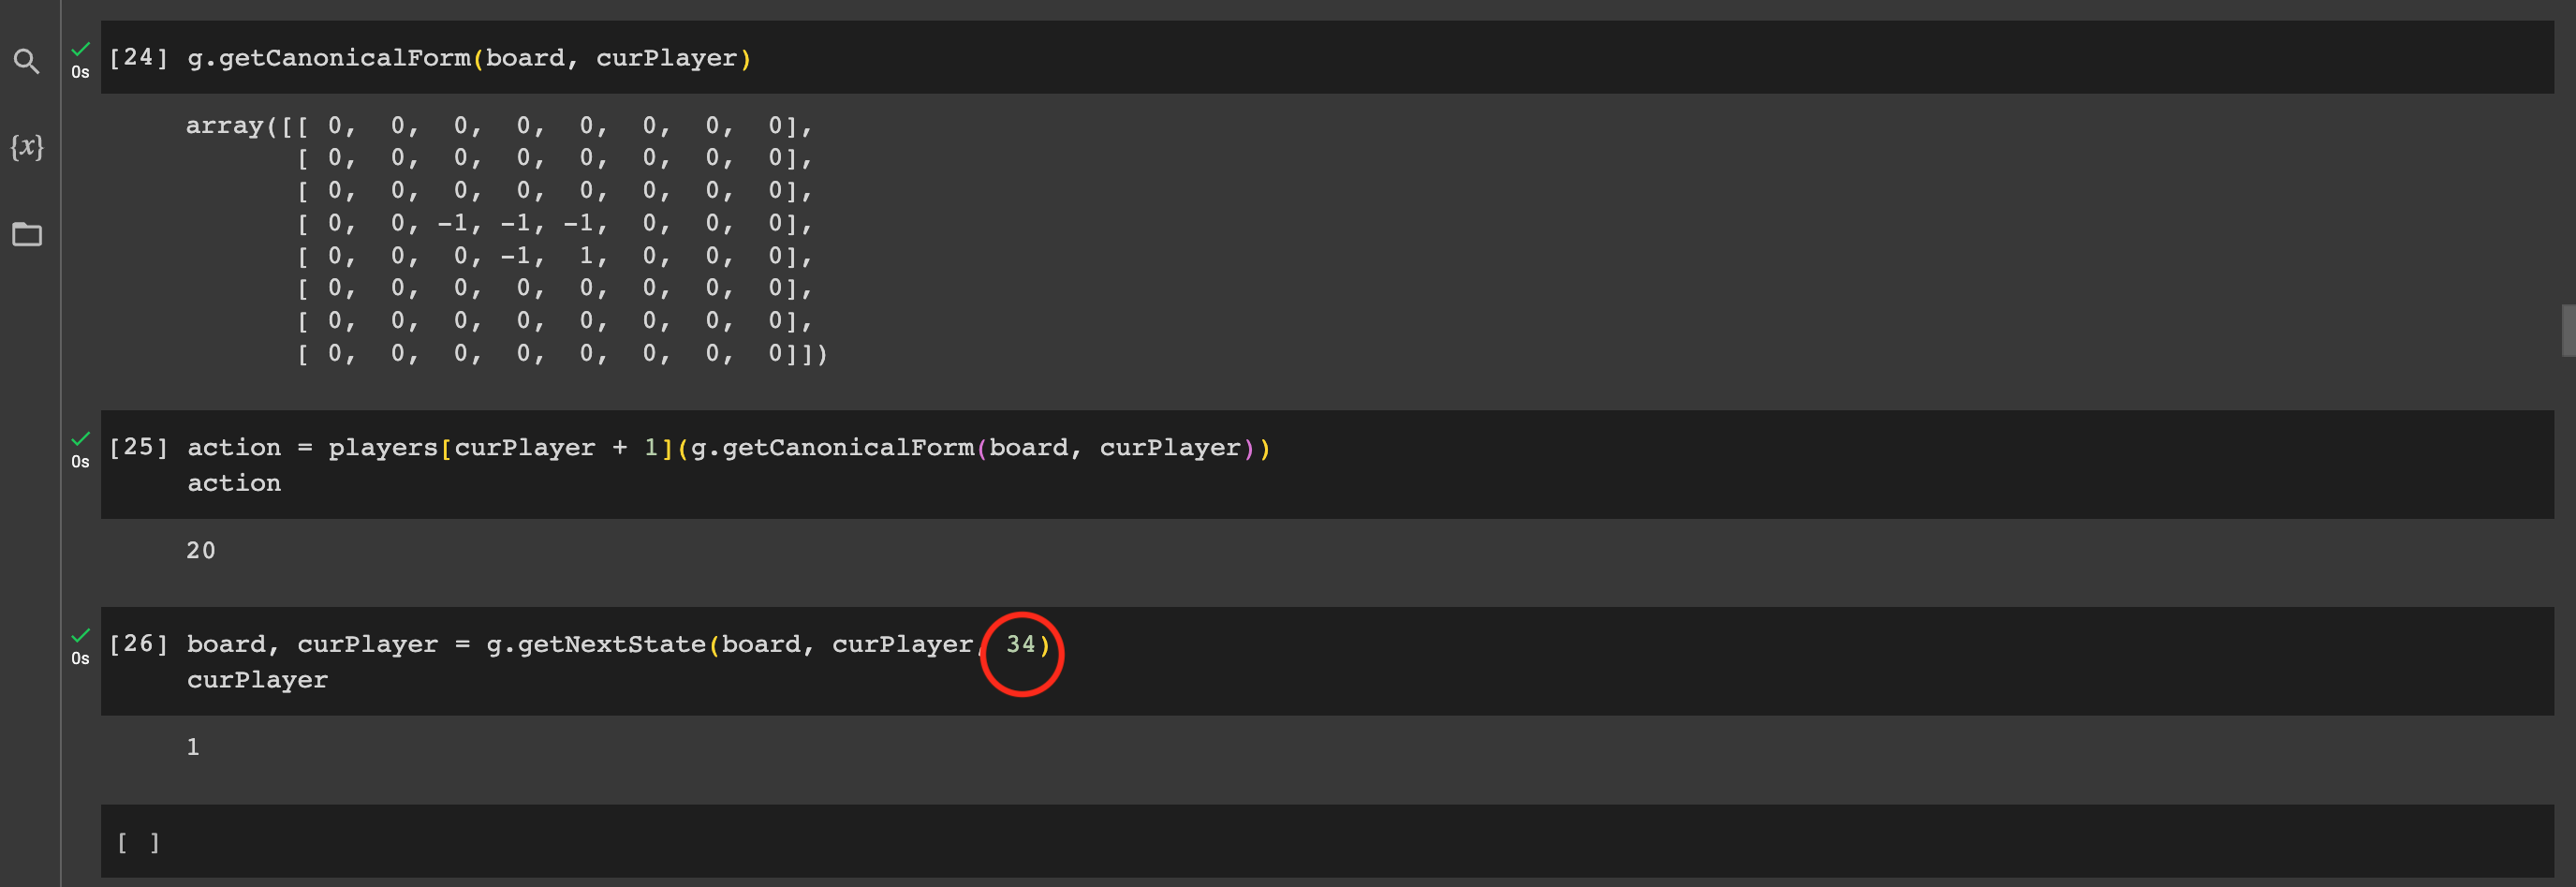 [24] g.getCanonicalForm(board, curPlayer)
0s
array([[ 0, 0, 0, 0, 0, 0, 0, 0],
[ 0, 0, 0, 0, 0, 0, 0, 0],
[ 0, 0, 0, 0, 0, 0, 0, 0],
[ 0, 0, -1, -1, -1, 0, 0, 0],
[ 0, 0, 0, -1, 1, 0, 0, 0],
[ 0, 0, 0, 0, 0, 0, 0, 0],
[ 0, 0, 0, 0, 0, 0, 0, 0],
[ 0, 0, 0, 0, 0, 0, 0, 0]])
{x}
[25] action = players[curPlayer + 1](g.getCanonicalForm(board, curPlayer))
0s
action
20
[26] board, curPlayer = g.getNextState(board, curPlayer, 34)
0s
curPlayer
1
[ ]